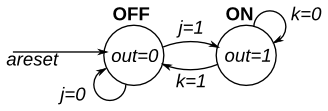 OFF ON
j=1 k=0
out=0 out=1
areset
k=1
j=0